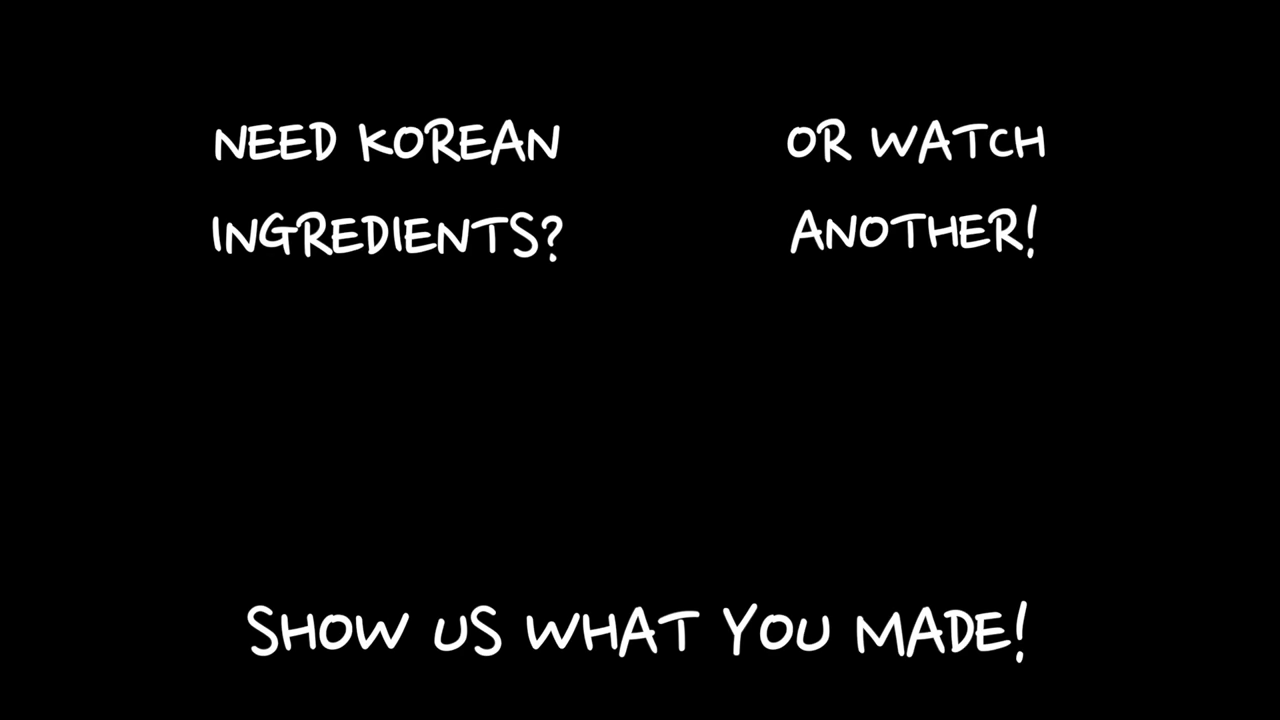 NEED KOREAN
INGREDIENTS?
OR WATCH
ANOTHER!
SHOW US WHAT YOU MADE!